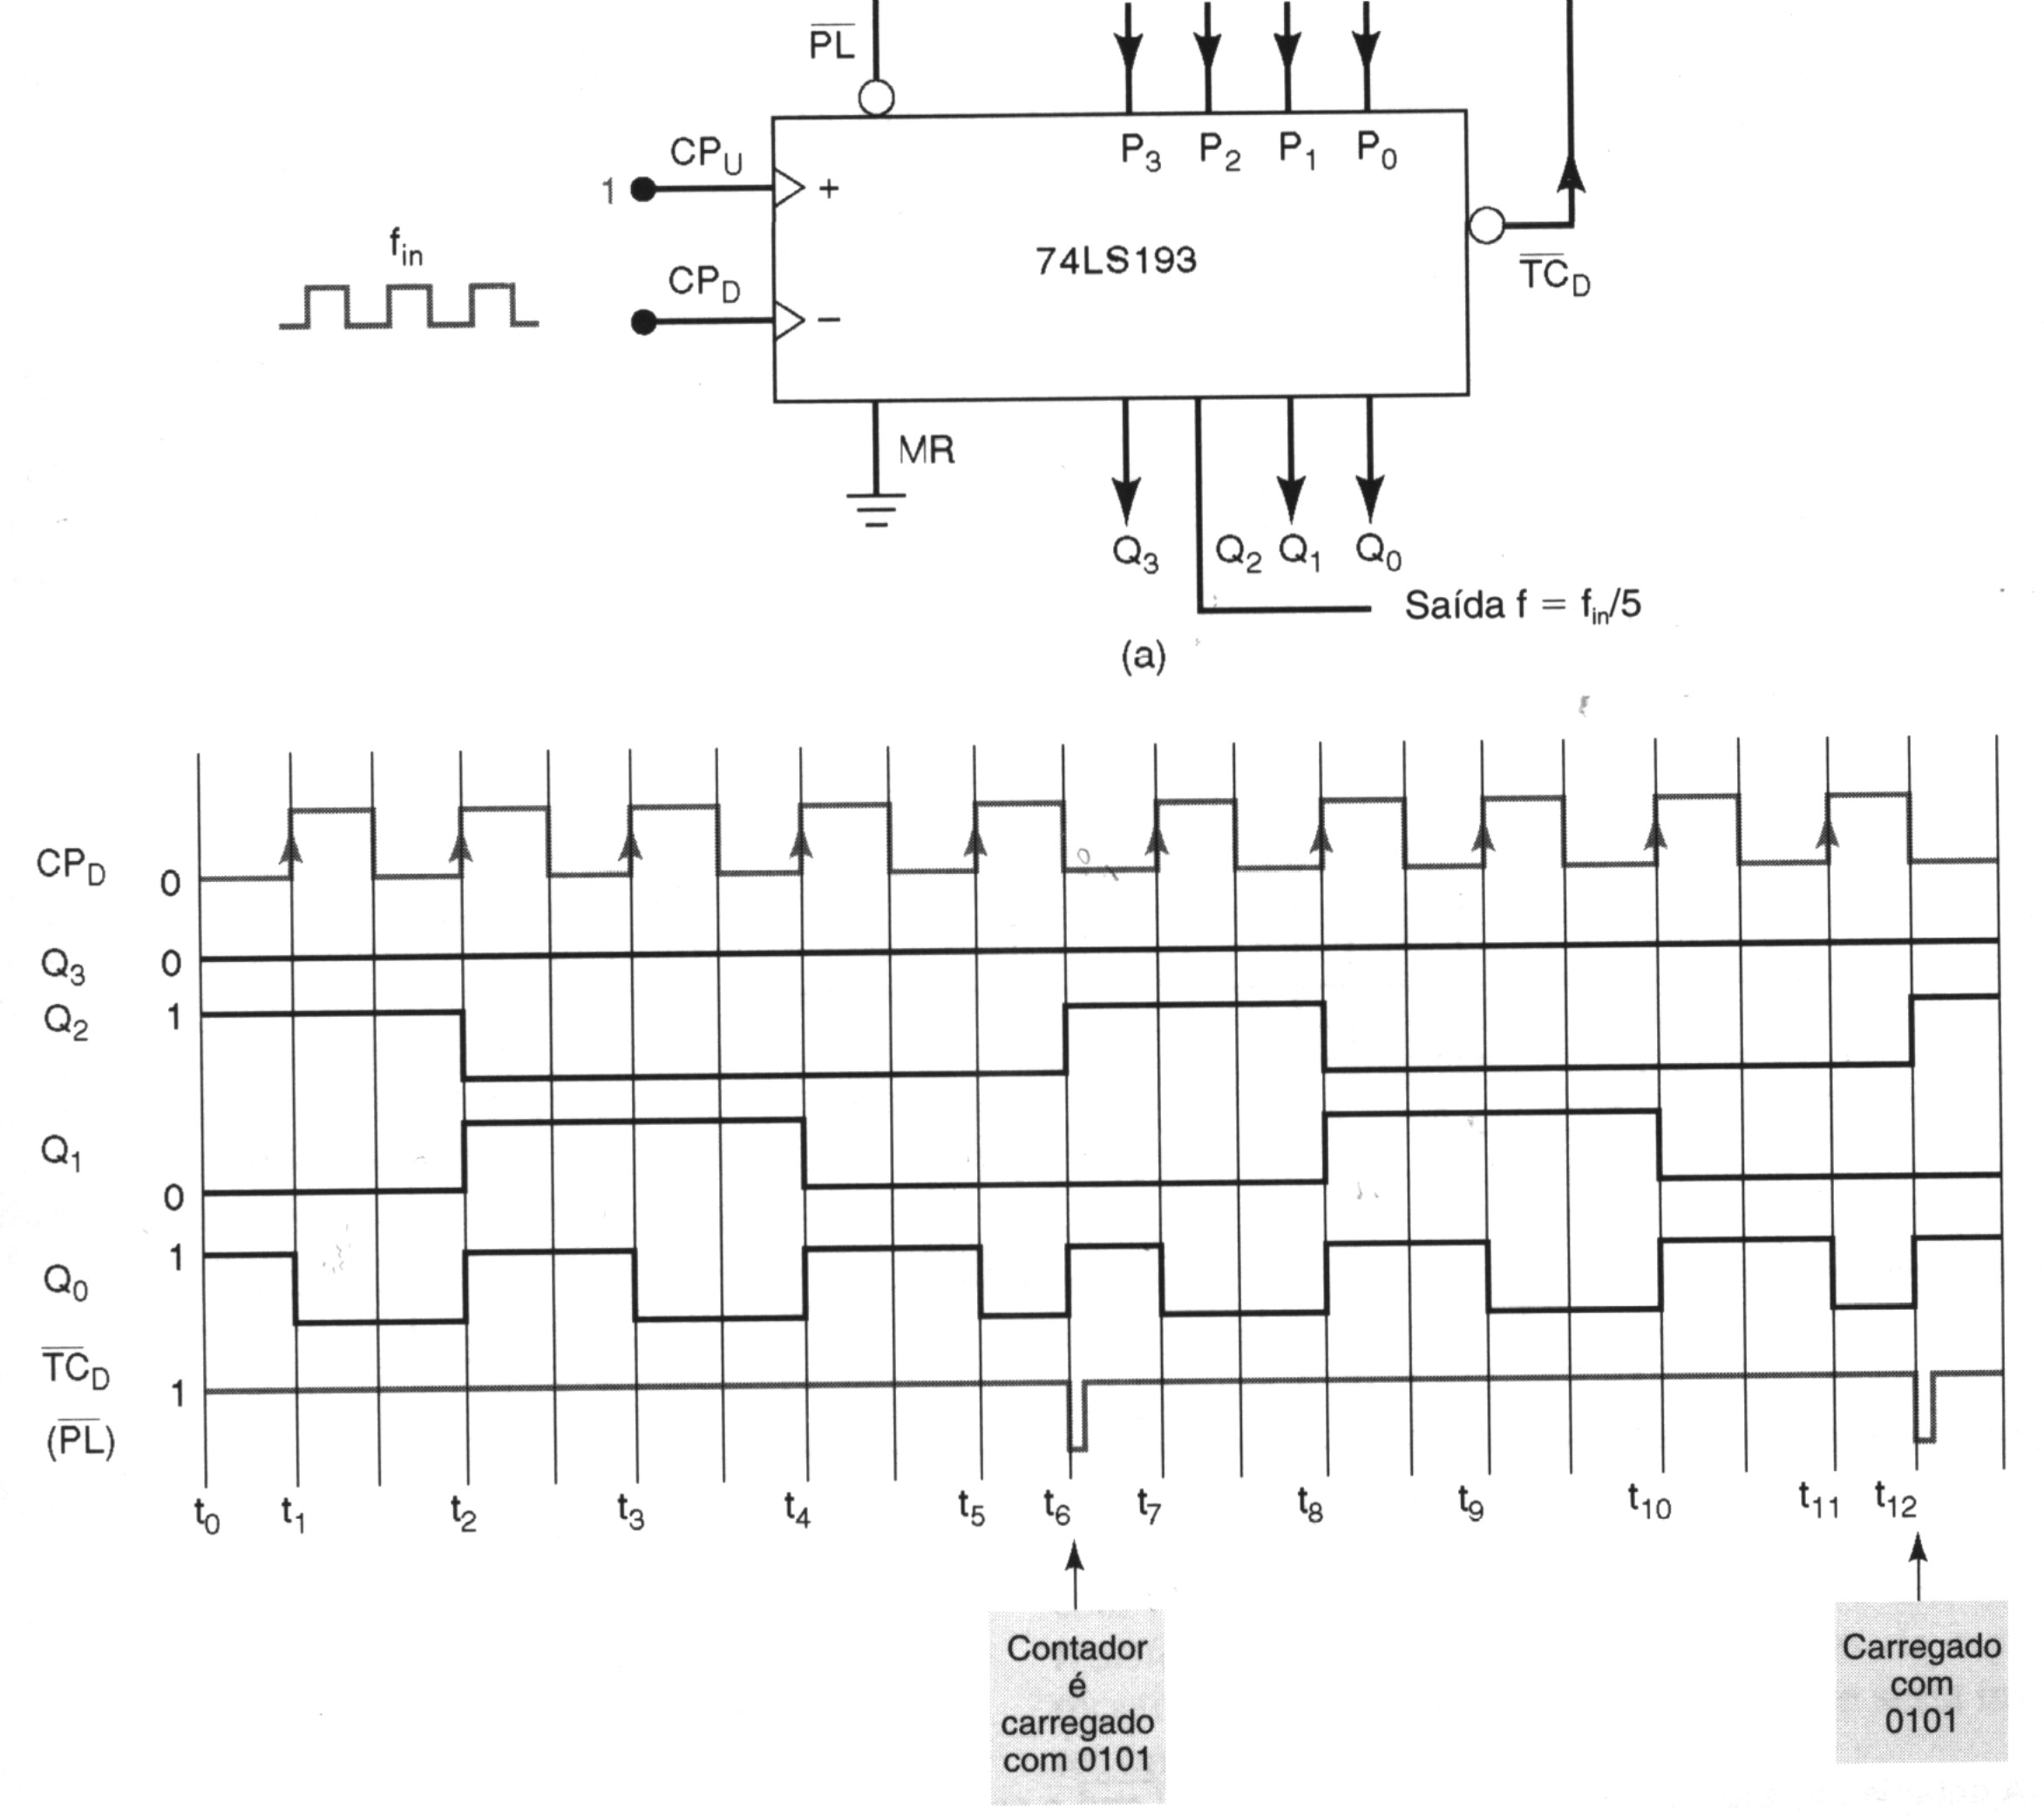 PL
P3 P2 P1 P0
CPU
1
+
fin
74LS193
CPD
−
TCD
MR
Q3 Q2 Q1 Q0
Saída f = fin/5
(a)
CPD 0
Q3 0
Q2 1
Q1
0
1
Q0
TCD
1
(PL)
t0 t1 t2 t3 t4 t5 t6 t7 t8 t9 t10 t11 t12
Contador
é
carregado
com 0101
Carregado
com
0101